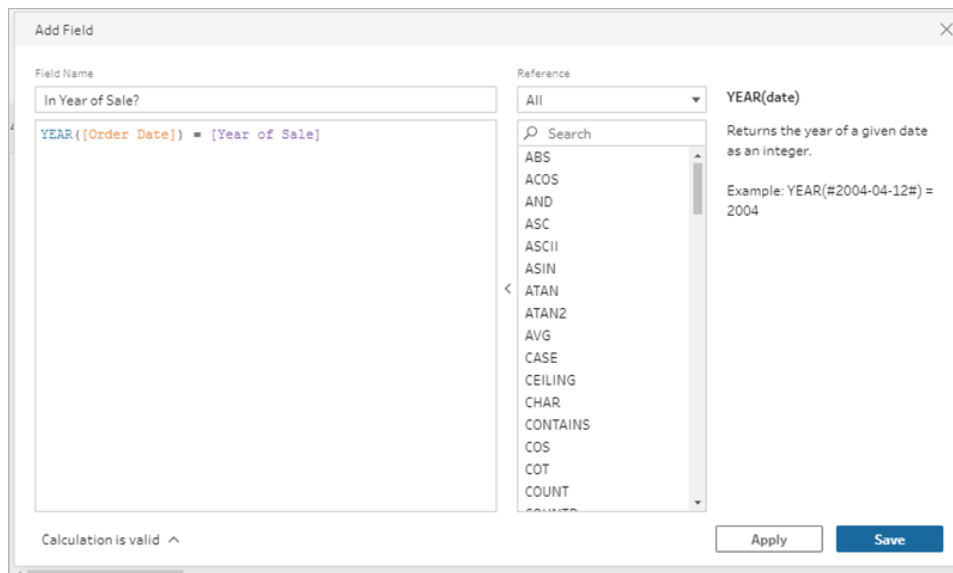 Add Field
Field Name
In Year of Sale?
YEAR([Order Date]) = [Year of Sale]
Reference
All
Search
ABS
ACOS
AND
ASC
ASCII
ASIN
ATAN
ATAN2
AVG
CASE
CEILING
CHAR
CONTAINS
COS
COT
COUNT
YEAR(date)
Returns the year of a given date
as an integer.
Example: YEAR(#2004-04-12#) =
2004
Calculation is valid
Apply
Save